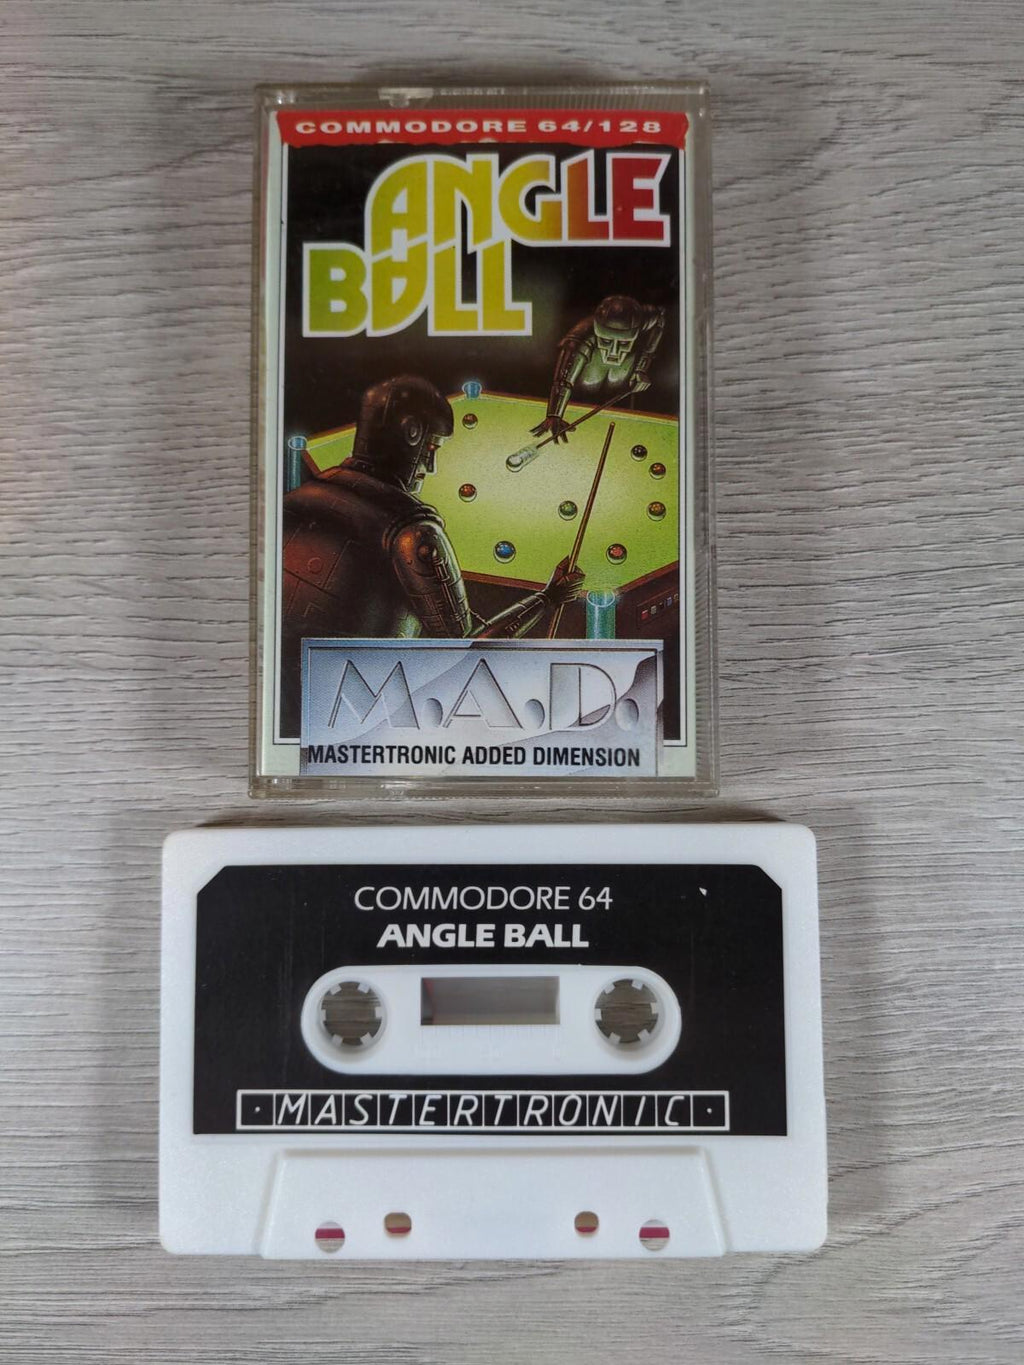 COMMODORE 64/128
ANGLE
BALL
M.A.D.
MASTERTRONIC ADDED DIMENSION
COMMODORE 64
ANGLE BALL
·MASTERTRONIC·